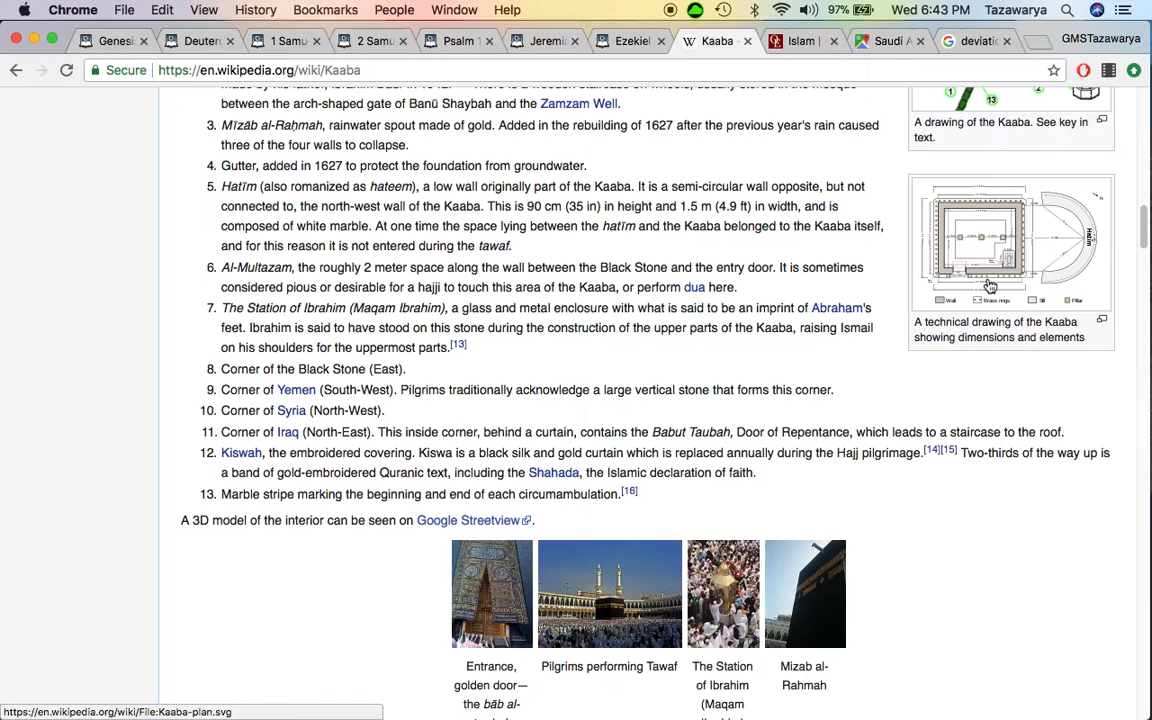 Chrome File Edit View History Bookmarks People Window Help 97% Wed 6:43 PM Tazawarya
Genesi Deuter 1 Samu 2 Samu Psalm 1 Jeremi Ezekiel Kaaba - Islam | Saudi A deviatio GMSTazawarya
Secure https://en.wikipedia.org/wiki/Kaaba
between the arch-shaped gate of Banū Shaybah and the Zamzam Well.
3. Mīzāb al-Raḥmah, rainwater spout made of gold. Added in the rebuilding of 1627 after the previous year's rain caused
three of the four walls to collapse.
4. Gutter, added in 1627 to protect the foundation from groundwater.
5. Hatīm (also romanized as hateem), a low wall originally part of the Kaaba. It is a semi-circular wall opposite, but not
connected to, the north-west wall of the Kaaba. This is 90 cm (35 in) in height and 1.5 m (4.9 ft) in width, and is
composed of white marble. At one time the space lying between the hatīm and the Kaaba belonged to the Kaaba itself,
and for this reason it is not entered during the tawaf.
6. Al-Multazam, the roughly 2 meter space along the wall between the Black Stone and the entry door. It is sometimes
considered pious or desirable for a hajji to touch this area of the Kaaba, or perform dua here.
7. The Station of Ibrahim (Maqam Ibrahim), a glass and metal enclosure with what is said to be an imprint of Abraham's
feet. Ibrahim is said to have stood on this stone during the construction of the upper parts of the Kaaba, raising Ismail
on his shoulders for the uppermost parts.[13]
8. Corner of the Black Stone (East).
9. Corner of Yemen (South-West). Pilgrims traditionally acknowledge a large vertical stone that forms this corner.
10. Corner of Syria (North-West).
11. Corner of Iraq (North-East). This inside corner, behind a curtain, contains the Babut Taubah, Door of Repentance, which leads to a staircase to the roof.
12. Kiswah, the embroidered covering. Kiswa is a black silk and gold curtain which is replaced annually during the Hajj pilgrimage.[14][15] Two-thirds of the way up is
a band of gold-embroidered Quranic text, including the Shahada, the Islamic declaration of faith.
13. Marble stripe marking the beginning and end of each circumambulation.[16]
A 3D model of the interior can be seen on Google Streetview.
1 13 2
A drawing of the Kaaba. See key in
text.
Hatīm
Wall Brass rings Sill Pillar
A technical drawing of the Kaaba
showing dimensions and elements
Entrance,
golden door—
the bāb al-
Pilgrims performing Tawaf
The Station
of Ibrahim
(Maqam
Mizab al-
Rahmah
https://en.wikipedia.org/wiki/File:Kaaba-plan.svg